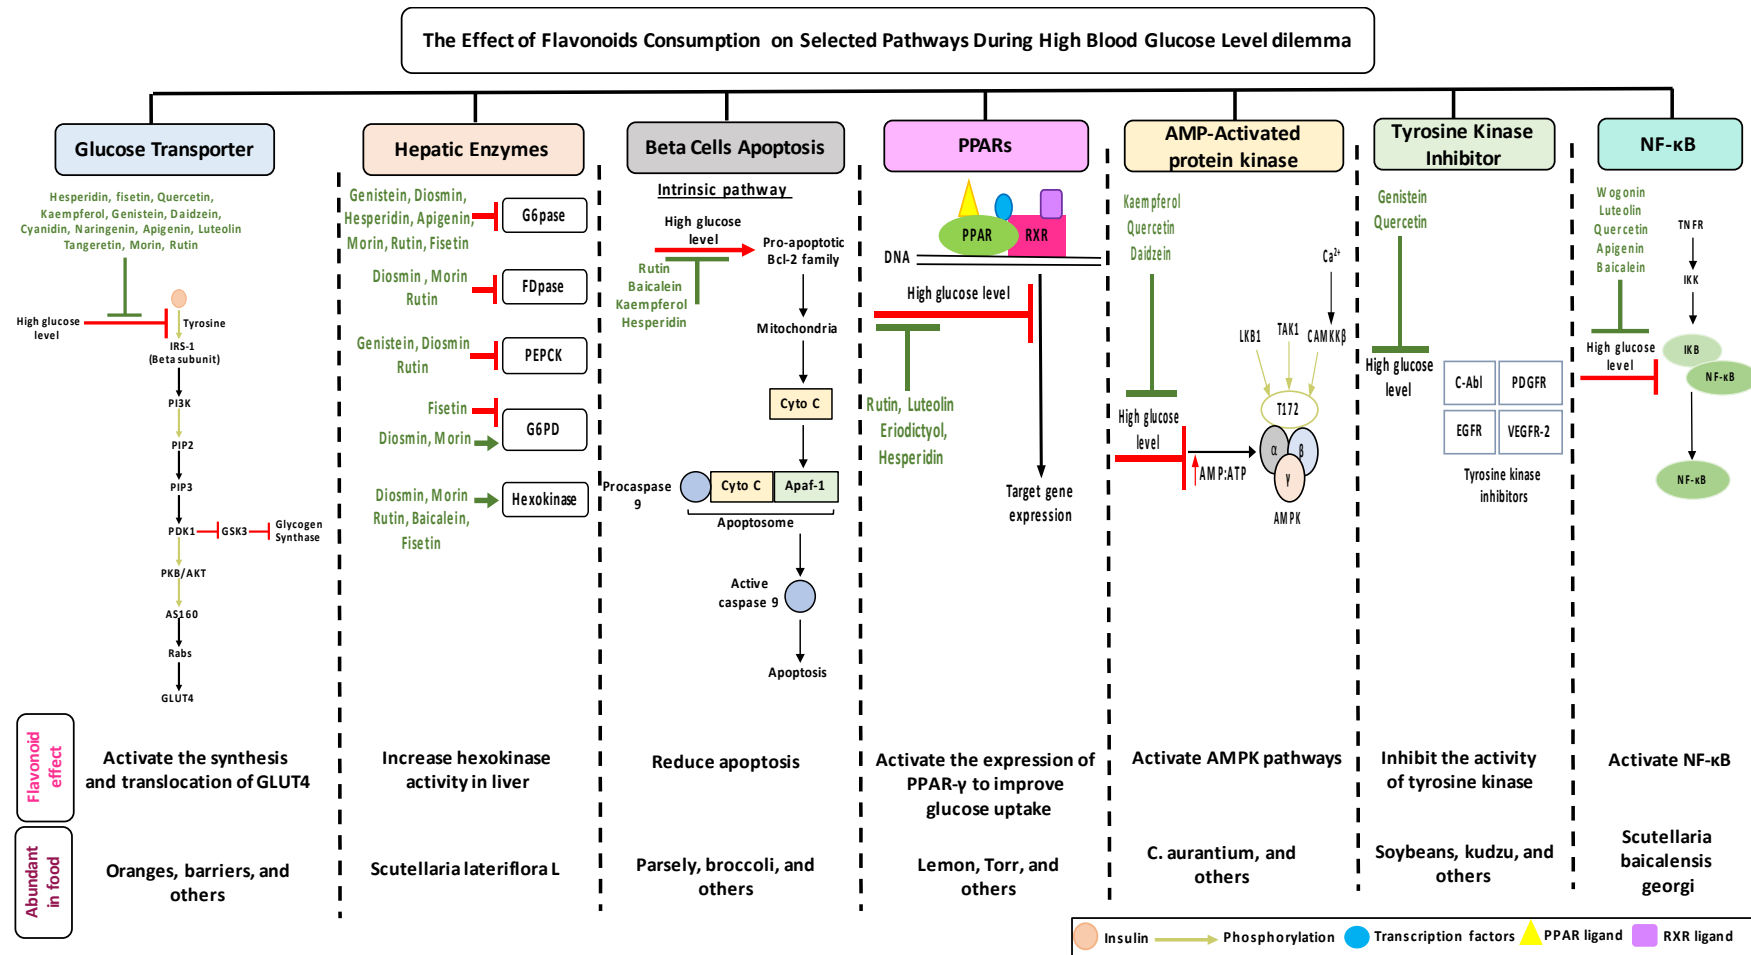 The Effect of Flavonoids Consumption on Selected Pathways During High Blood Glucose Level dilemma
Glucose Transporter
Hesperidin, fisetin, Quercetin,
Kaempferol, Genistein, Daidzein,
Cyanidin, Naringenin, Apigenin, Luteolin
Tangeretin, Morin, Rutin
High glucose
level
Tyrosine
IRS-1
(Beta subunit)
PI3K
PIP2
PIP3
PDK1
GSK3
Glycogen
Synthase
PKB/AKT
AS160
Rabs
GLUT4
Hepatic Enzymes
Genistein, Diosmin,
Hesperidin, Apigenin,
Morin, Rutin, Fisetin
G6pase
Diosmin , Morin
Rutin
FDpase
Genistein, Diosmin
Rutin
PEPCK
Fisetin
Diosmin, Morin
G6PD
Diosmin, Morin
Rutin, Baicalein,
Fisetin
Hexokinase
Beta Cells Apoptosis
Intrinsic pathway
High glucose
level
Pro-apoptotic
Bcl-2 family
Rutin
Baicalein
Kaempferol
Hesperidin
Mitochondria
Cyto C
Procaspase
9
Cyto C
Apaf-1
Apoptosome
Active
caspase 9
Apoptosis
PPARs
PPAR
RXR
DNA
High glucose level
Rutin, Luteolin
Eriodictyol,
Hesperidin
Target gene
expression
AMP-Activated
protein kinase
Kaempferol
Quercetin
Daidzein
Ca²⁺
LKB1
TAK1
CAMKKβ
T172
High glucose
level
AMP:ATP
α
β
γ
AMPK
Tyrosine Kinase
Inhibitor
Genistein
Quercetin
High glucose
level
C-Abl
PDGFR
EGFR
VEGFR-2
Tyrosine kinase
inhibitors
NF-κB
Wogonin
Luteolin
Quercetin
Apigenin
Baicalein
TNFR
IKK
High glucose
level
IKB
NF-κB
NF-κB
Flavonoid
effect
Activate the synthesis
and translocation of GLUT4
Increase hexokinase
activity in liver
Reduce apoptosis
Activate the expression of
PPAR-γ to improve
glucose uptake
Activate AMPK pathways
Inhibit the activity
of tyrosine kinase
Activate NF-κB
Abundant
in food
Oranges, barriers, and
others
Scutellaria lateriflora L
Parsely, broccoli, and
others
Lemon, Torr, and
others
C. aurantium, and
others
Soybeans, kudzu, and
others
Scutellaria
baicalensis
georgi
Insulin
Phosphorylation
Transcription factors
PPAR ligand
RXR ligand